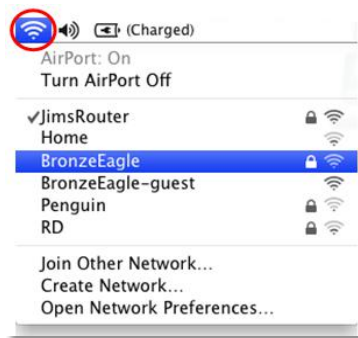 (Charged)
AirPort: On
Turn AirPort Off
✓JimsRouter
Home
BronzeEagle
BronzeEagle-guest
Penguin
RD
Join Other Network...
Create Network...
Open Network Preferences...